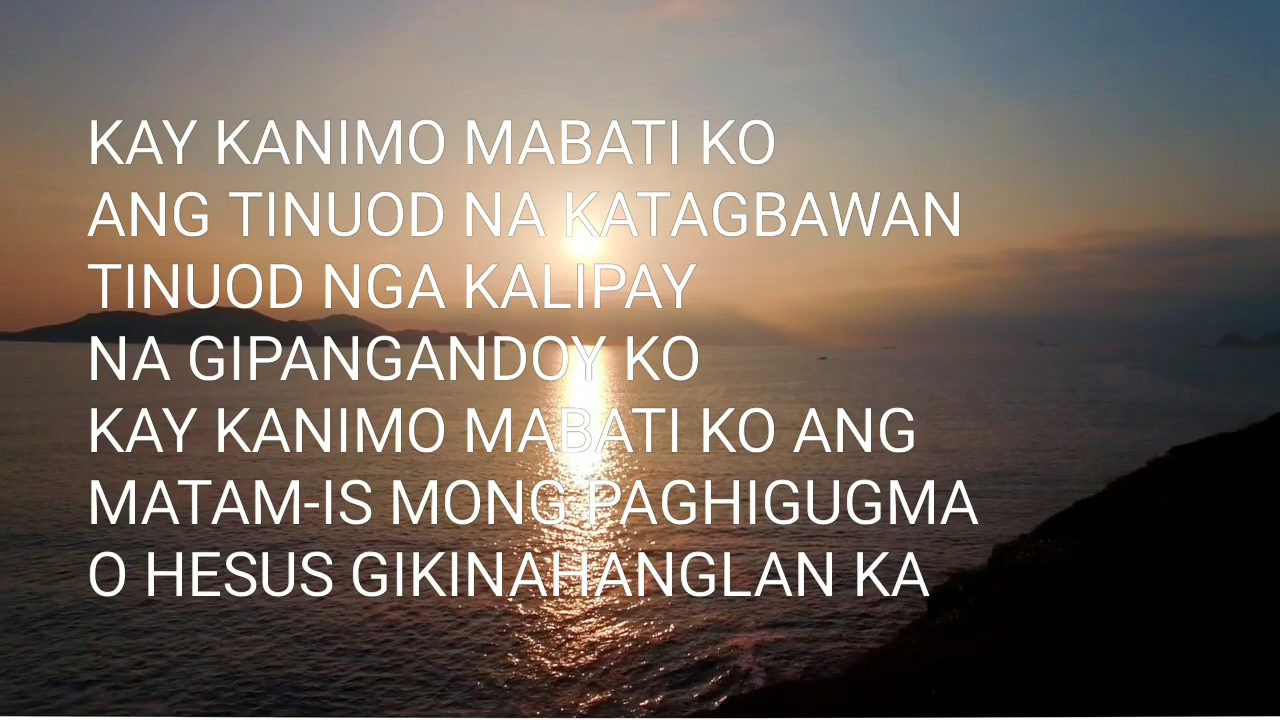 KAY KANIMO MABATI KO
ANG TINUOD NA KATAGBAWAN
TINUOD NGA KALIPAY
NA GIPANGANDOY KO
KAY KANIMO MABATI KO ANG
MATAM-IS MONG PAGHIGUGMA
O HESUS GIKINAHANGLAN KA